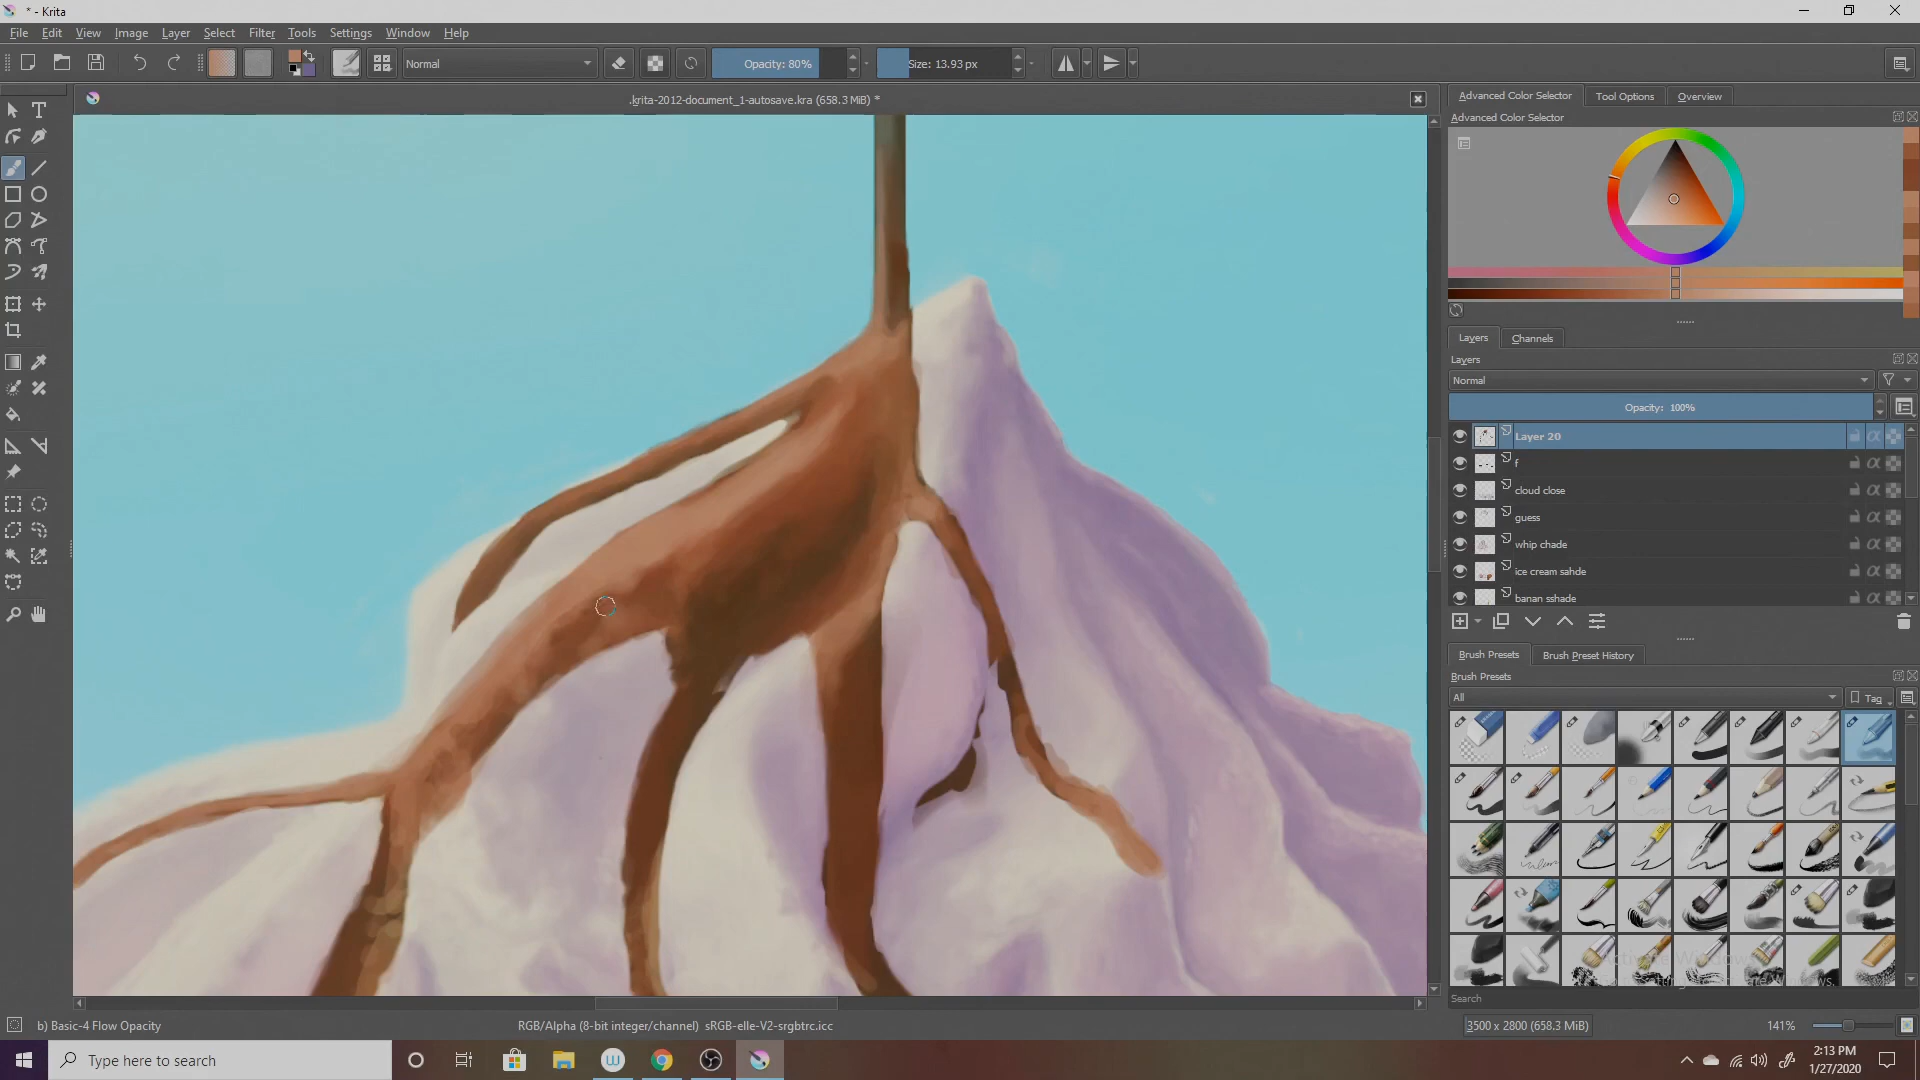 * - Krita
File Edit View Image Layer Select Filter Tools Settings Window Help
Normal
Opacity: 80%
Size: 13.93 px
.krita-2012-document_1-autosave.kra (658.3 MiB) *
Advanced Color Selector
Tool Options
Overview
Advanced Color Selector
Layers
Channels
Layers
Normal
Opacity: 100%
Layer 20
f
cloud close
guess
whip chade
ice cream sahde
banan sshade
Brush Presets
Brush Preset History
Brush Presets
All
Tag
Activate Windows
Search
b) Basic-4 Flow Opacity
RGB/Alpha (8-bit integer/channel) sRGB-elle-V2-srgbtrc.icc
3500 x 2800 (658.3 MiB)
141%
Type here to search
2:13 PM
1/27/2020